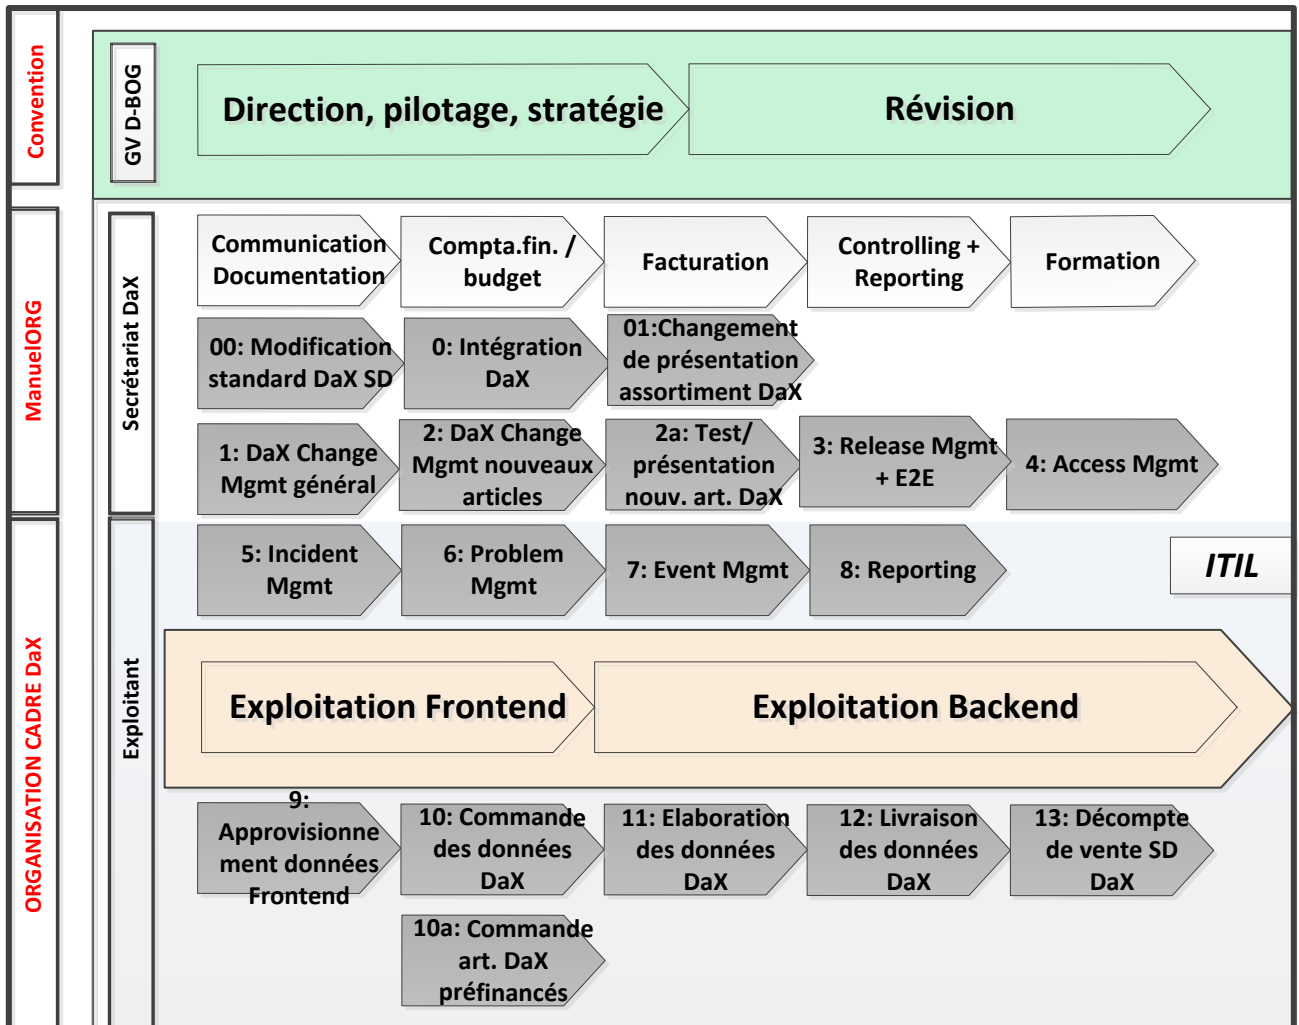 Convention
GV D-BOG
Direction, pilotage, stratégie
Révision
ManuelORG
Secrétariat DaX
Communication
Documentation
Compta.fin. /
budget
Facturation
Controlling +
Reporting
Formation
00: Modification
standard DaX SD
0: Intégration
DaX
01:Changement
de présentation
assortiment DaX
1: DaX Change
Mgmt général
2: DaX Change
Mgmt nouveaux
articles
2a: Test/
présentation
nouv. art. DaX
3: Release Mgmt
+ E2E
4: Access Mgmt
ORGANISATION CADRE DaX
Exploitant
5: Incident
Mgmt
6: Problem
Mgmt
7: Event Mgmt
8: Reporting
ITIL
Exploitation Frontend
Exploitation Backend
9:
Approvisionne
ment données
Frontend
10: Commande
des données
DaX
11: Elaboration
des données
DaX
12: Livraison
des données
DaX
13: Décompte
de vente SD
DaX
10a: Commande
art. DaX
préfinancés